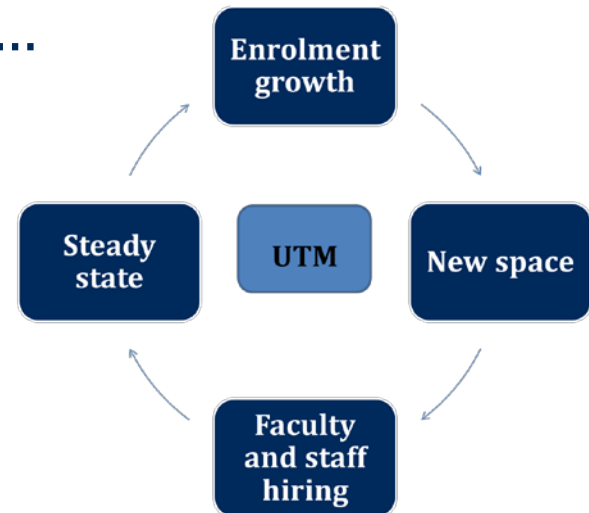 ...
Enrolment
growth
Steady
state
UTM
New space
Faculty
and staff
hiring